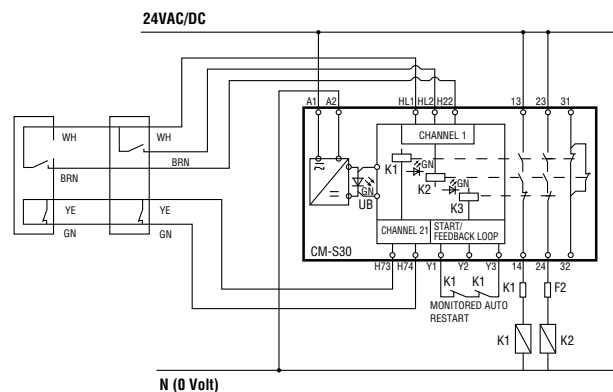 24VAC/DC
A1 A2 HL1 HL2 H22 13 23 31
CHANNEL 1
WH WH
BRN
BRN
GN
K1
K2
GN
K3
GN
UB
YE YE
GN GN
CHANNEL 21 START/
FEEDBACK LOOP
CM-S30
H73 H74 Y1 Y2 Y3 14 24 32
K1 K1
MONITORED AUTO
RESTART
K1 F2
K1 K2
N (0 Volt)